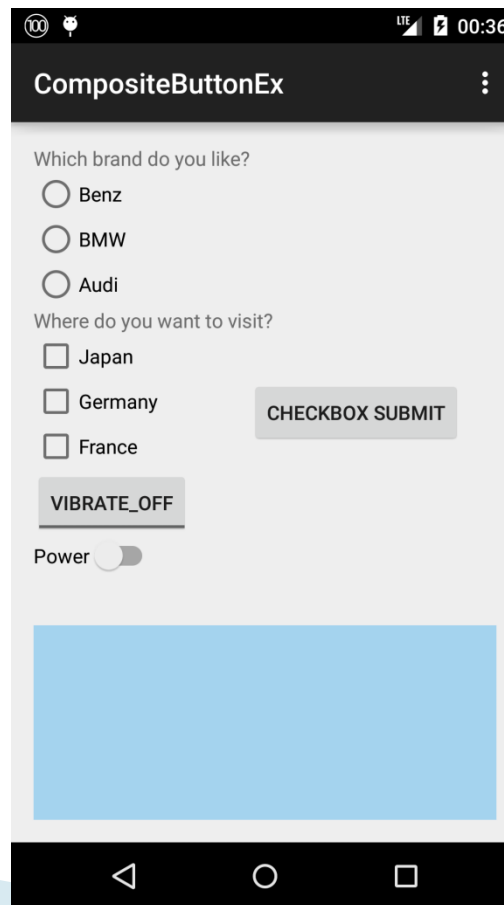 100
LTE
00:36
CompositeButtonEx
Which brand do you like?
Benz
BMW
Audi
Where do you want to visit?
Japan
Germany
CHECKBOX SUBMIT
France
VIBRATE_OFF
Power